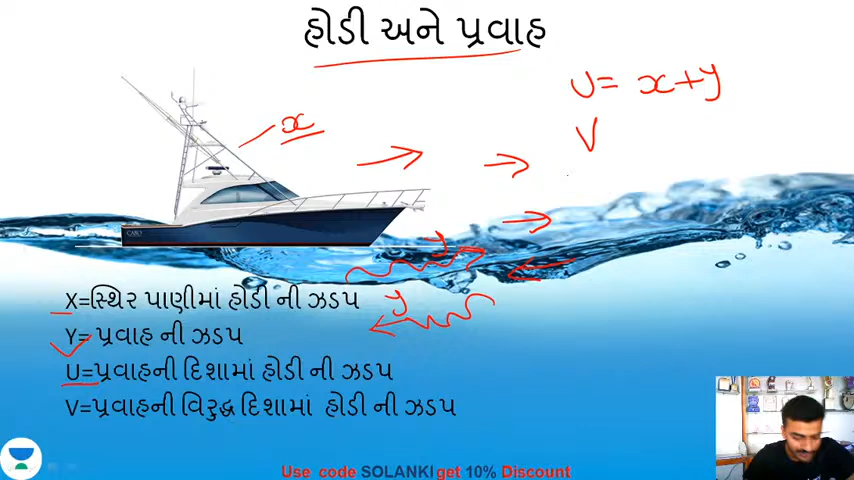 હોડી અને પ્રવાહ
U= x+y
V
x
y
y
X=સ્થિર પાણીમાં હોડી ની ઝડપ
Y= પ્રવાહ ની ઝડપ
U=પ્રવાહની દિશામાં હોડી ની ઝડપ
V=પ્રવાહની વિરુદ્ધ દિશામાં હોડી ની ઝડપ
Use code SOLANKI get 10% Discount